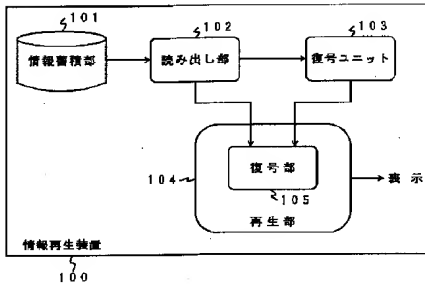 101
102
103
情報蓄積部
読み出し部
復号ユニット
104
復号部
105
再生部
表示
情報再生装置
100